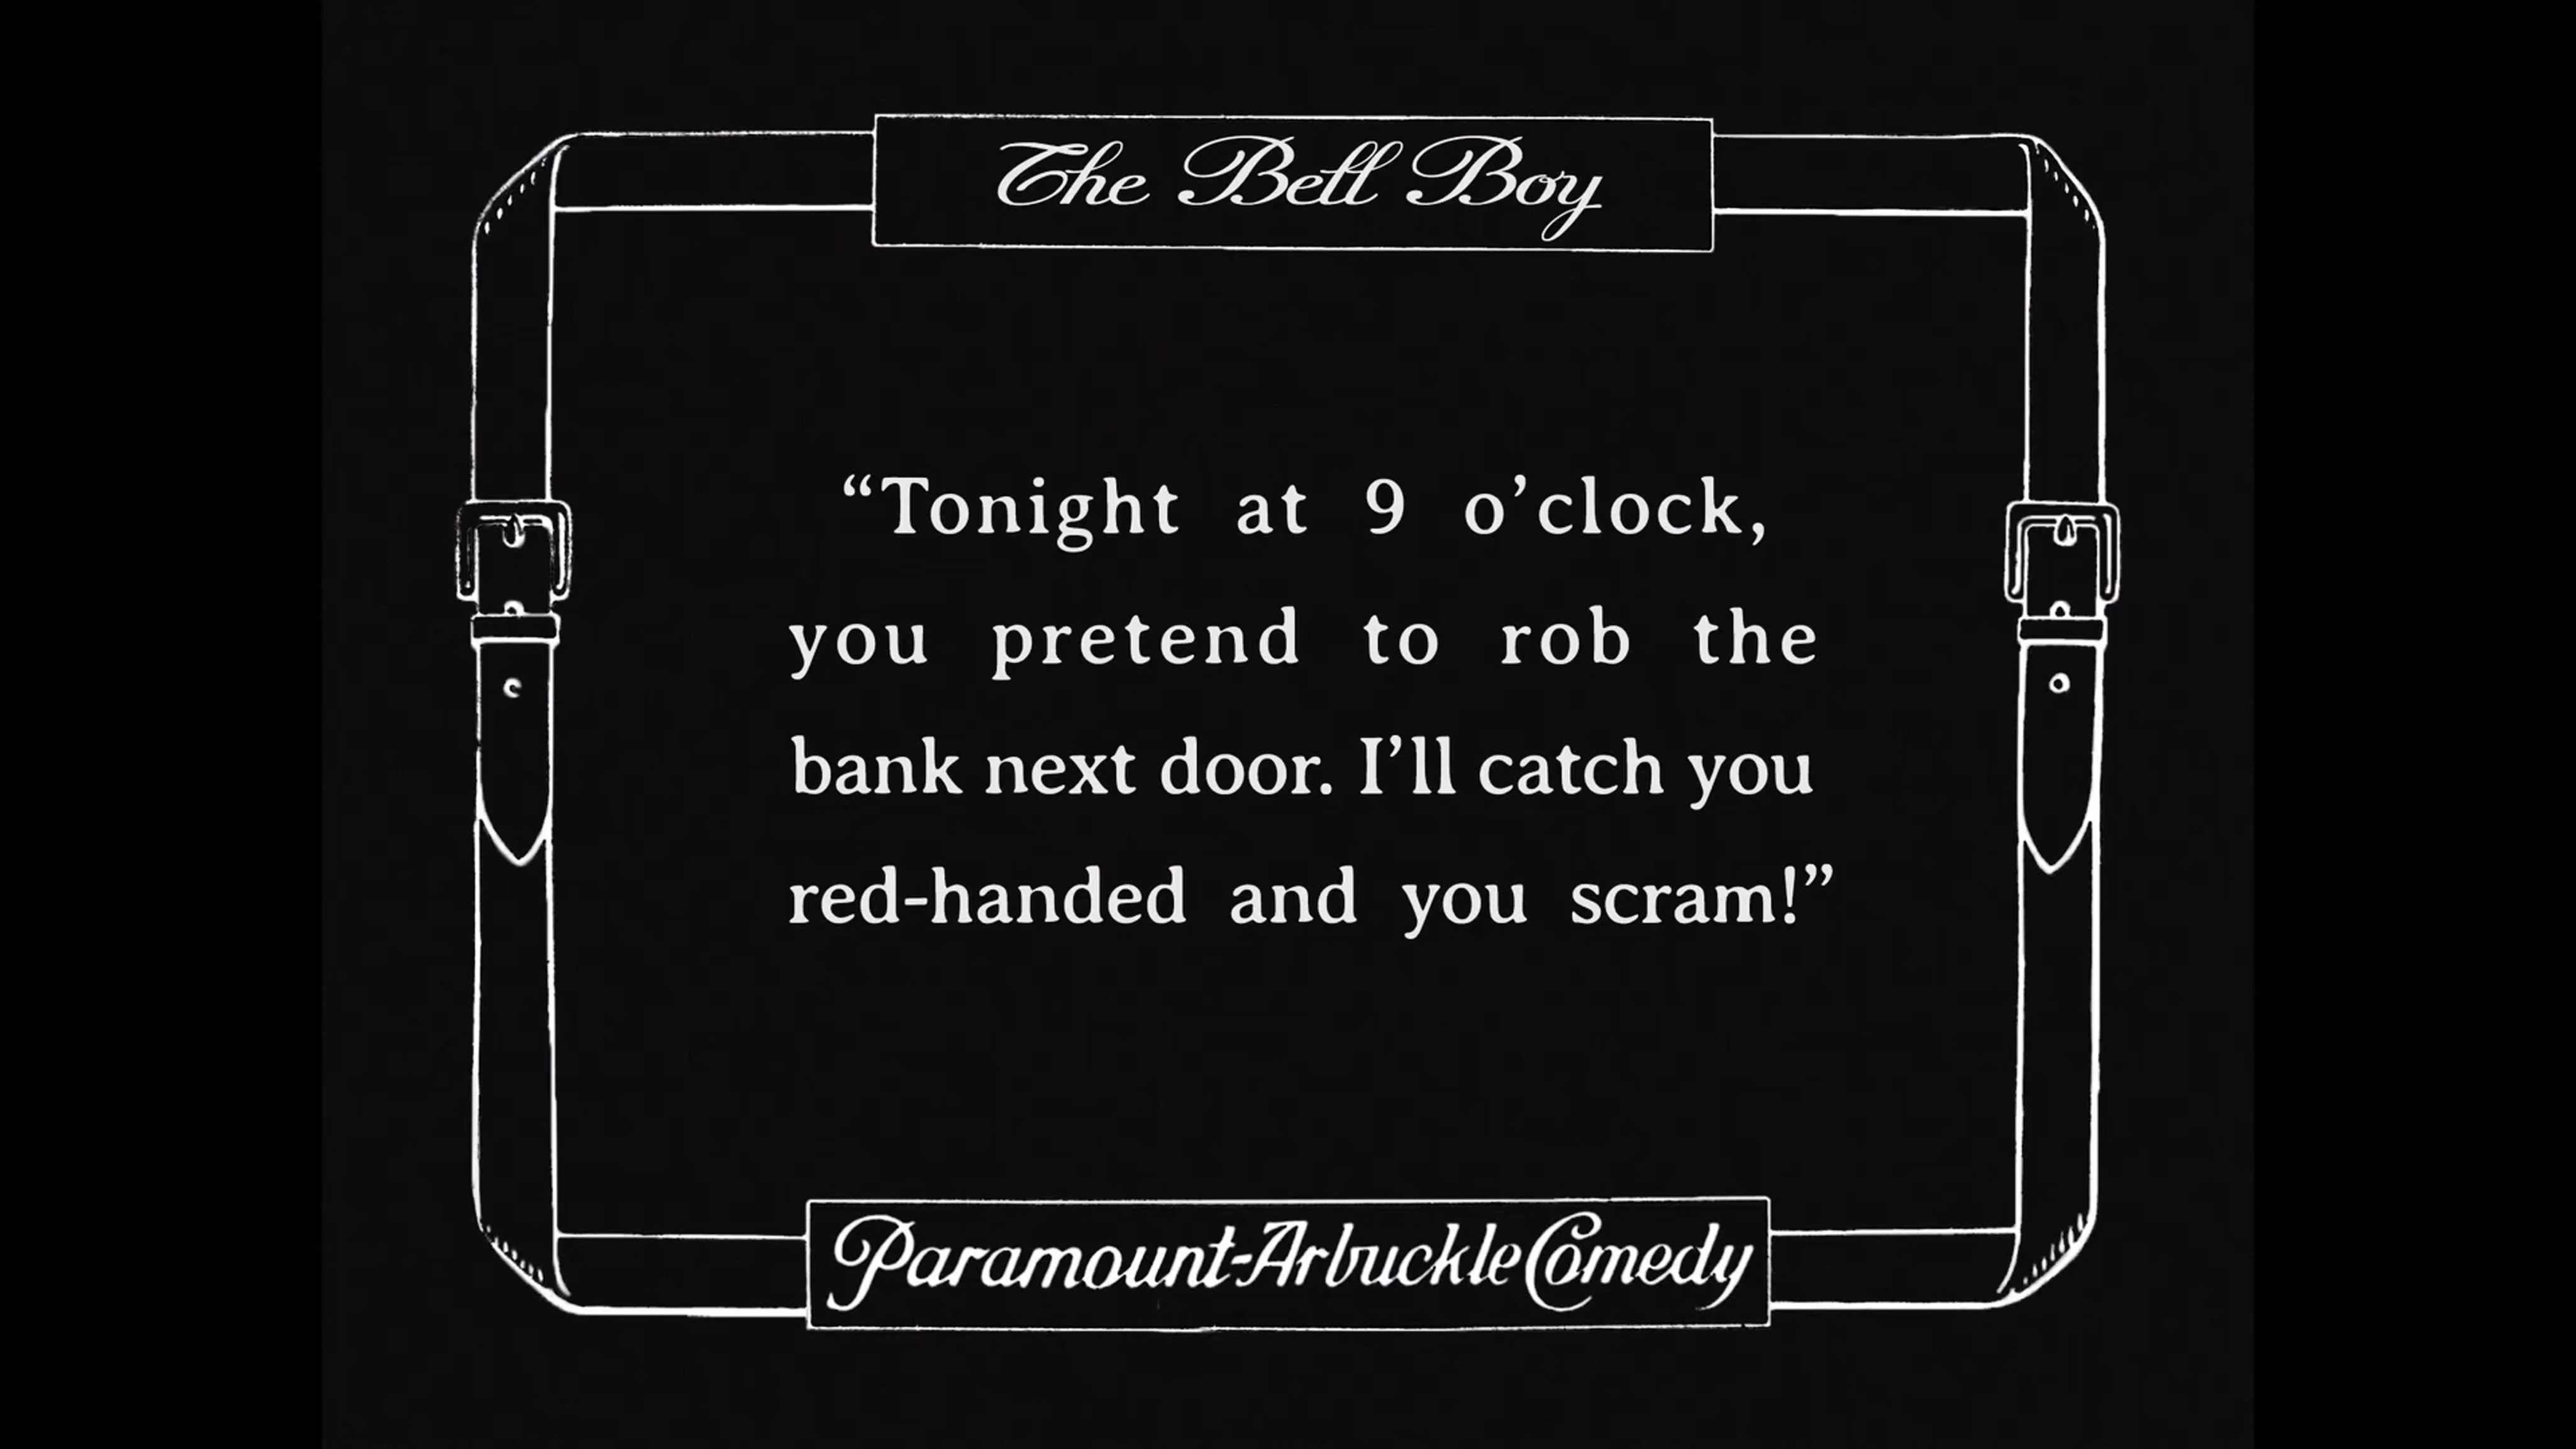 The Bell Boy
“Tonight at 9 o’clock,
you pretend to rob the
bank next door. I’ll catch you
red-handed and you scram!”
Paramount-Arbuckle Comedy